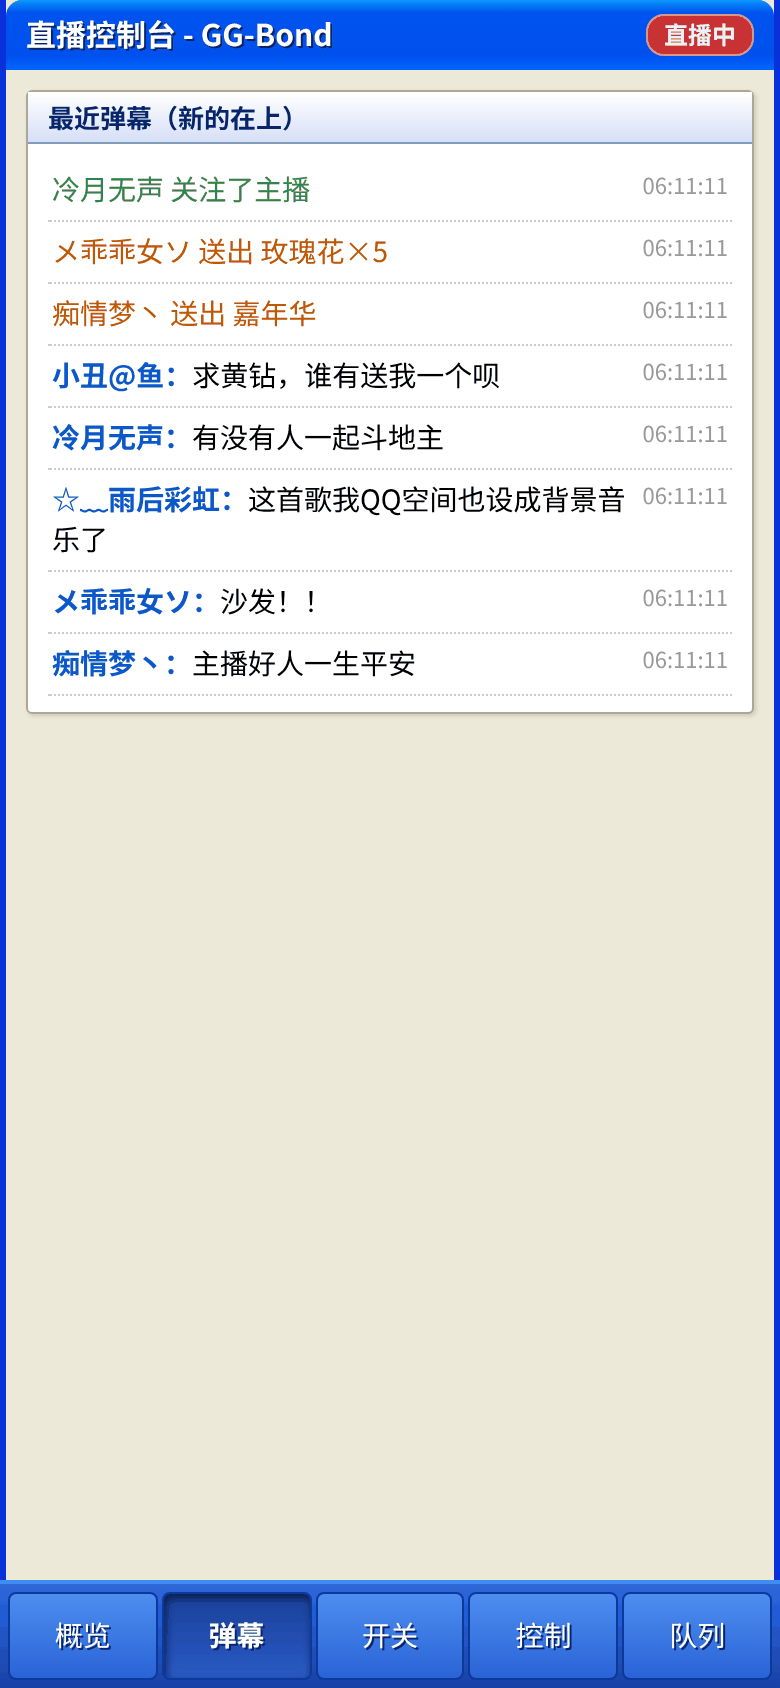 直播控制台 - GG-Bond
直播中
最近弹幕（新的在上）
冷月无声 关注了主播 06:11:11
メ乖乖女ソ 送出 玫瑰花×5 06:11:11
痴情梦丶 送出 嘉年华 06:11:11
小丑@鱼：求黄钻，谁有送我一个呗 06:11:11
冷月无声：有没有人一起斗地主 06:11:11
☆﹏雨后彩虹：这首歌我QQ空间也设成背景音 06:11:11
乐了
メ乖乖女ソ：沙发！！ 06:11:11
痴情梦丶：主播好人一生平安 06:11:11
概览 弹幕 开关 控制 队列